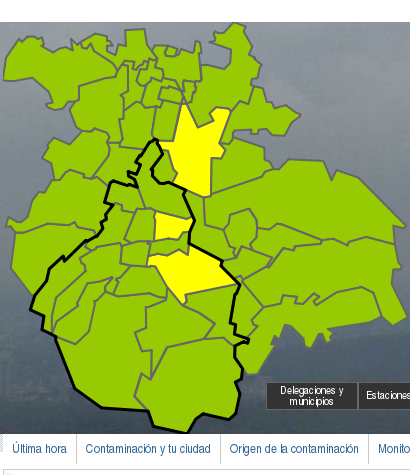 Delegaciones y
municipios
Estaciones
Última hora
Contaminación y tu ciudad
Origen de la contaminación
Monito